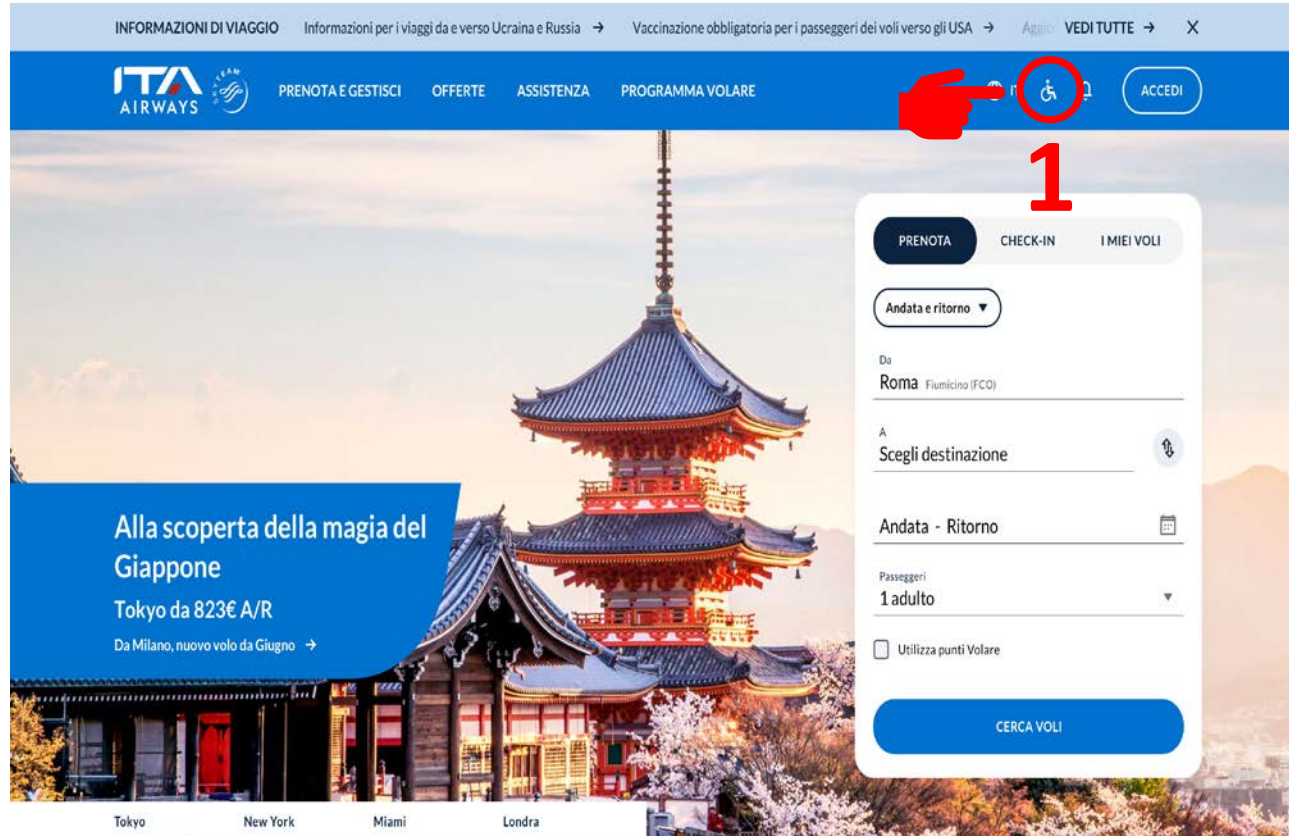 INFORMAZIONI DI VIAGGIO Informazioni per i viaggi da e verso Ucraina e Russia → Vaccinazione obbligatoria per i passeggeri dei voli verso gli USA → VEDI TUTTE → X
ITA
AIRWAYS
SKYTEAM
PRENOTA E GESTISCI OFFERTE ASSISTENZA PROGRAMMA VOLARE ACCEDI
1
PRENOTA CHECK-IN I MIEI VOLI
Andata e ritorno ▼
Da
Roma Fiumicino (FCO)
A
Scegli destinazione
Andata - Ritorno
Passeggeri
1 adulto
Utilizza punti Volare
CERCA VOLI
Alla scoperta della magia del
Giappone
Tokyo da 823€ A/R
Da Milano, nuovo volo da Giugno →
Tokyo New York Miami Londra